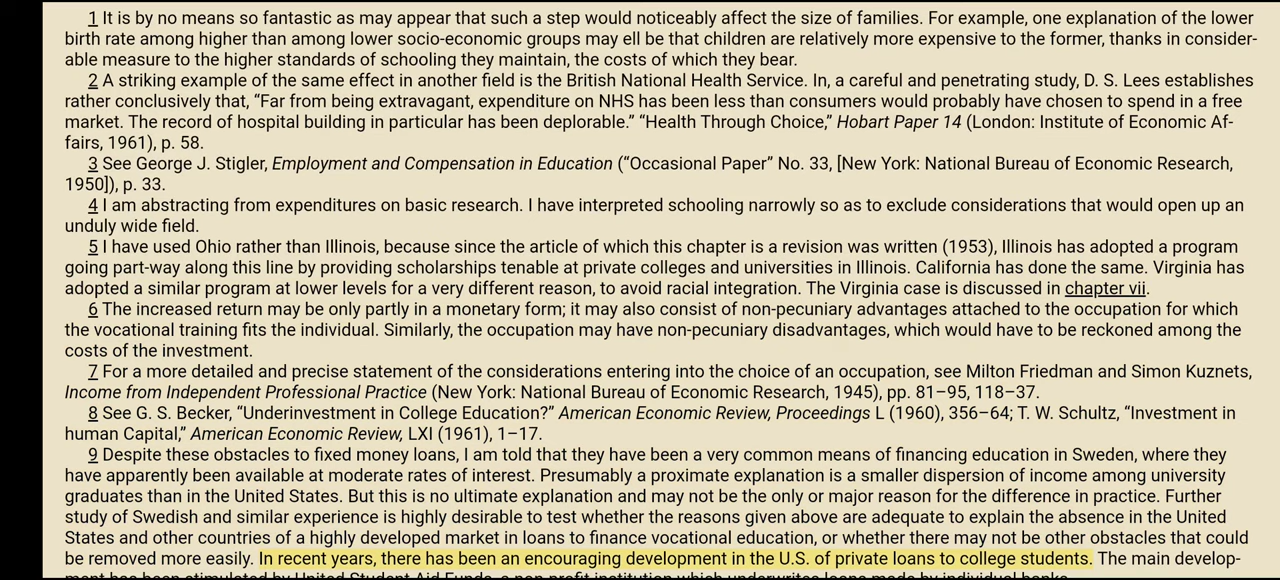 1 It is by no means so fantastic as may appear that such a step would noticeably affect the size of families. For example, one explanation of the lower
birth rate among higher than among lower socio-economic groups may ell be that children are relatively more expensive to the former, thanks in consider-
able measure to the higher standards of schooling they maintain, the costs of which they bear.
2 A striking example of the same effect in another field is the British National Health Service. In, a careful and penetrating study, D. S. Lees establishes
rather conclusively that, “Far from being extravagant, expenditure on NHS has been less than consumers would probably have chosen to spend in a free
market. The record of hospital building in particular has been deplorable.” “Health Through Choice,” Hobart Paper 14 (London: Institute of Economic Af-
fairs, 1961), p. 58.
3 See George J. Stigler, Employment and Compensation in Education (“Occasional Paper” No. 33, [New York: National Bureau of Economic Research,
1950]), p. 33.
4 I am abstracting from expenditures on basic research. I have interpreted schooling narrowly so as to exclude considerations that would open up an
unduly wide field.
5 I have used Ohio rather than Illinois, because since the article of which this chapter is a revision was written (1953), Illinois has adopted a program
going part-way along this line by providing scholarships tenable at private colleges and universities in Illinois. California has done the same. Virginia has
adopted a similar program at lower levels for a very different reason, to avoid racial integration. The Virginia case is discussed in chapter vii.
6 The increased return may be only partly in a monetary form; it may also consist of non-pecuniary advantages attached to the occupation for which
the vocational training fits the individual. Similarly, the occupation may have non-pecuniary disadvantages, which would have to be reckoned among the
costs of the investment.
7 For a more detailed and precise statement of the considerations entering into the choice of an occupation, see Milton Friedman and Simon Kuznets,
Income from Independent Professional Practice (New York: National Bureau of Economic Research, 1945), pp. 81–95, 118–37.
8 See G. S. Becker, “Underinvestment in College Education?” American Economic Review, Proceedings L (1960), 356–64; T. W. Schultz, “Investment in
human Capital,” American Economic Review, LXI (1961), 1–17.
9 Despite these obstacles to fixed money loans, I am told that they have been a very common means of financing education in Sweden, where they
have apparently been available at moderate rates of interest. Presumably a proximate explanation is a smaller dispersion of income among university
graduates than in the United States. But this is no ultimate explanation and may not be the only or major reason for the difference in practice. Further
study of Swedish and similar experience is highly desirable to test whether the reasons given above are adequate to explain the absence in the United
States and other countries of a highly developed market in loans to finance vocational education, or whether there may not be other obstacles that could
be removed more easily. In recent years, there has been an encouraging development in the U.S. of private loans to college students. The main develop-
ment has been stimulated by United Student Aid Funds, a non-profit institution which underwrites loans made by individual banks.